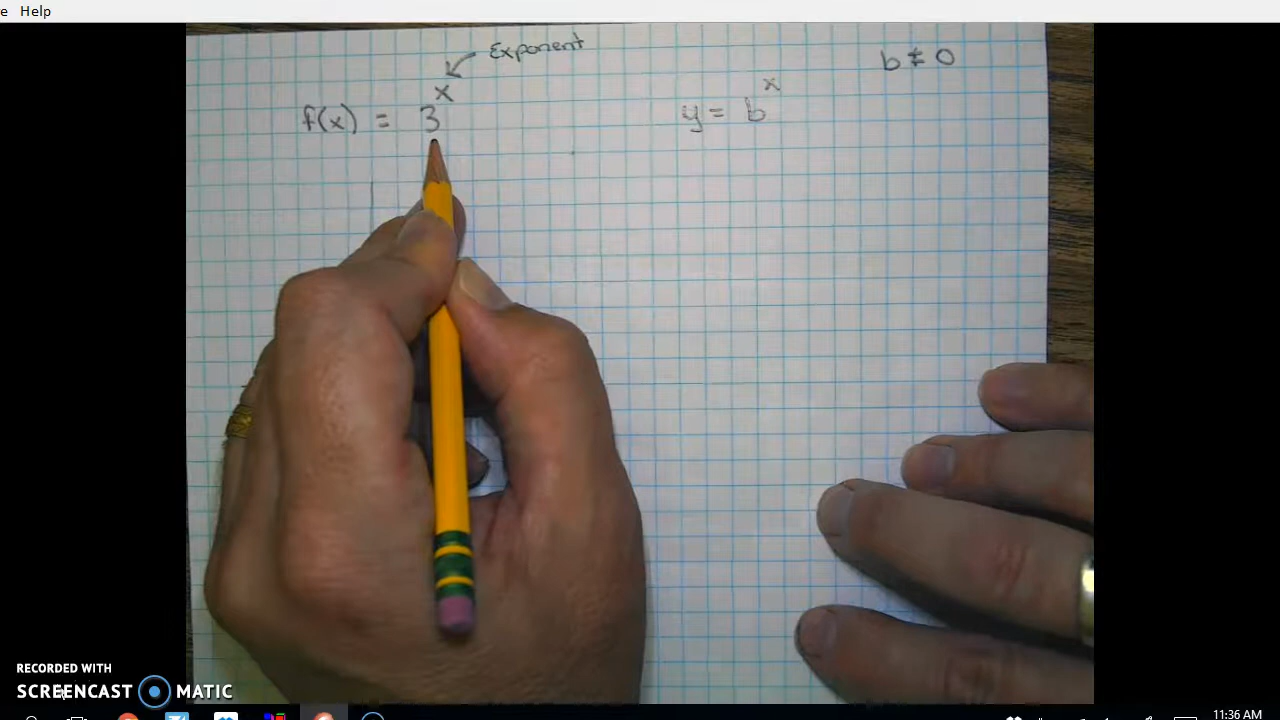 e Help
Exponent
f(x) = 3^x
y = b^x
b ≠ 0
RECORDED WITH
SCREENCAST MATIC
11:36 AM